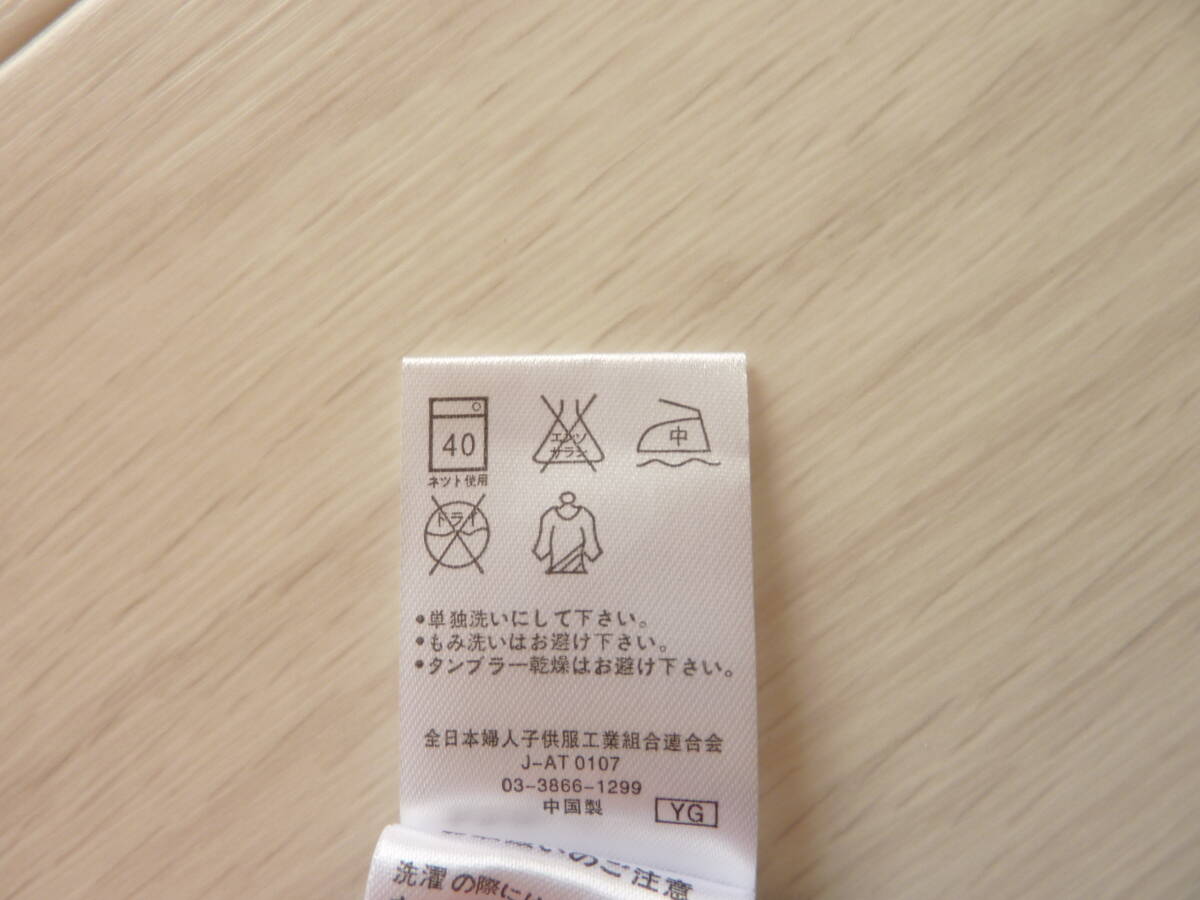 40
ネット使用
エンソ
サラシ
中
ドライ
•単独洗いにして下さい。
•もみ洗いはお避け下さい。
•タンブラー乾燥はお避け下さい。
全日本婦人子供服工業組合連合会
J-AT 0107
03-3866-1299
中国製
YG
のご注意
洗濯の際には